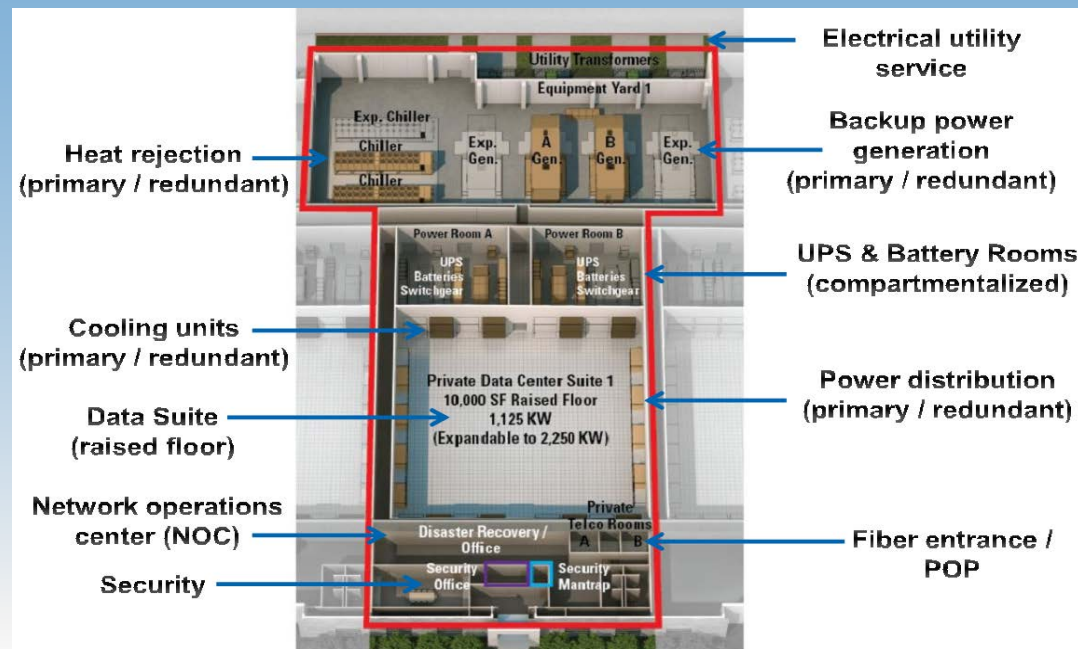 Electrical utility
service
Utility Transformers
Equipment Yard 1
Exp. Chiller
Chiller
Chiller
Exp.
Gen.
A
Gen.
B
Gen.
Exp.
Gen.
Heat rejection
(primary / redundant)
Backup power
generation
(primary / redundant)
Power Room A
UPS
Batteries
Switchgear
Power Room B
UPS
Batteries
Switchgear
UPS & Battery Rooms
(compartmentalized)
Cooling units
(primary / redundant)
Private Data Center Suite 1
10,000 SF Raised Floor
1,125 KW
(Expandable to 2,250 KW)
Data Suite
(raised floor)
Power distribution
(primary / redundant)
Network operations
center (NOC)
Disaster Recovery /
Office
Private
Telco Rooms
A
B
Fiber entrance /
POP
Security
Security
Office
Security
Mantrap